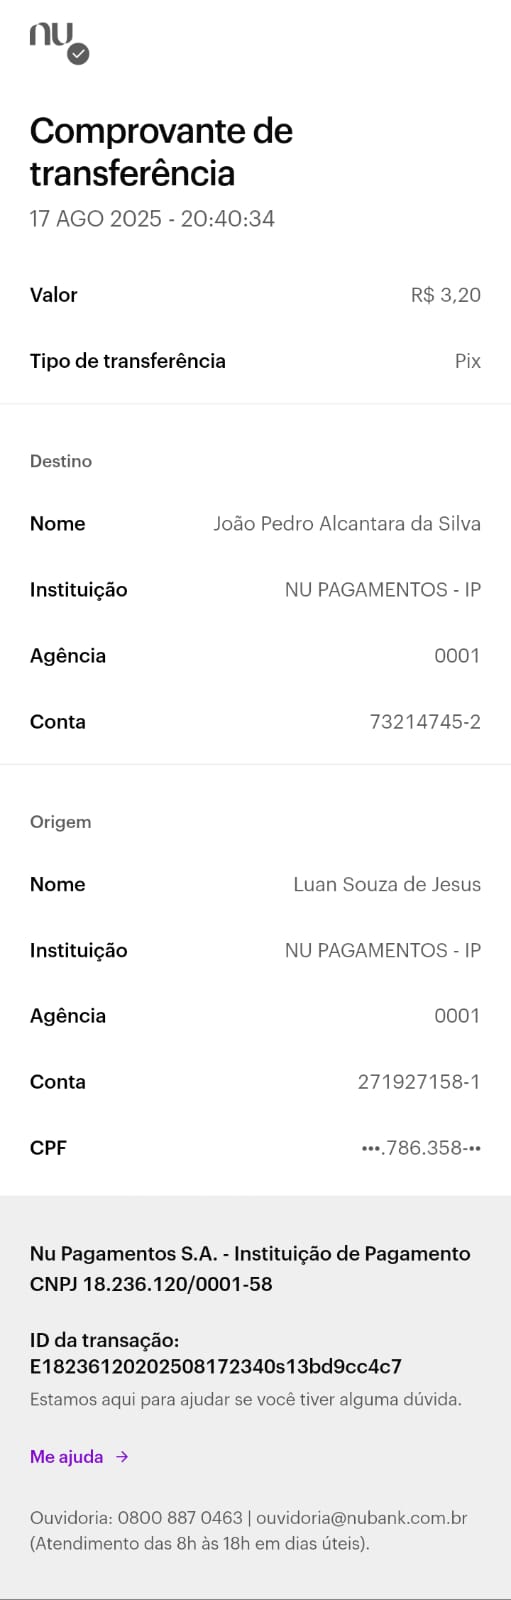 nu
Comprovante de
transferência
17 AGO 2025 - 20:40:34
Valor R$ 3,20
Tipo de transferência Pix
Destino
Nome João Pedro Alcantara da Silva
Instituição NU PAGAMENTOS - IP
Agência 0001
Conta 73214745-2
Origem
Nome Luan Souza de Jesus
Instituição NU PAGAMENTOS - IP
Agência 0001
Conta 271927158-1
CPF •••.786.358-••
Nu Pagamentos S.A. - Instituição de Pagamento
CNPJ 18.236.120/0001-58
ID da transação:
E18236120202508172340s13bd9cc4c7
Estamos aqui para ajudar se você tiver alguma dúvida.
Me ajuda →
Ouvidoria: 0800 887 0463 | ouvidoria@nubank.com.br
(Atendimento das 8h às 18h em dias úteis).